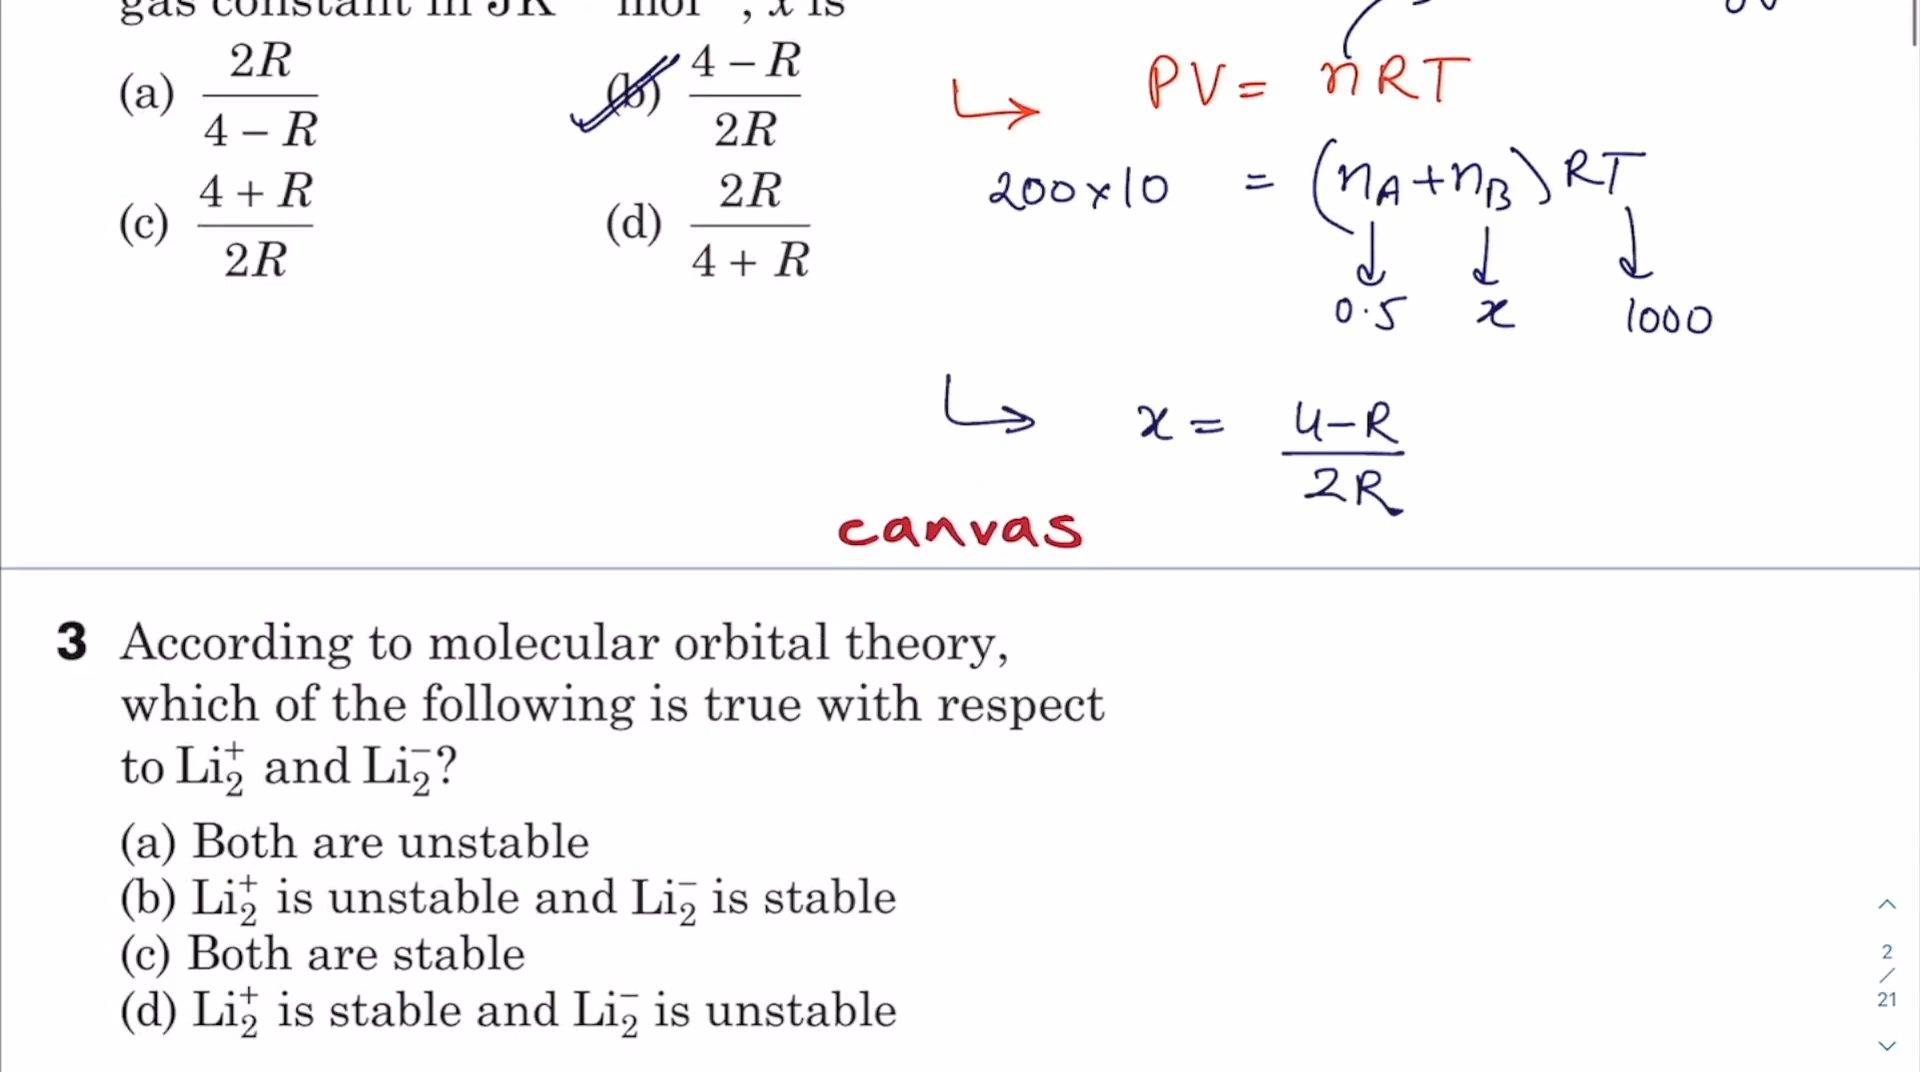 gas constant in JK mol , x is
(a) 2R / 4 – R
(b) 4 – R / 2R
(c) 4 + R / 2R
(d) 2R / 4 + R
PV = nRT
200×10 = (nA+nB) RT
0.5 x 1000
x = 4-R / 2R
canvas
3 According to molecular orbital theory,
which of the following is true with respect
to Li₂⁺ and Li₂⁻?
(a) Both are unstable
(b) Li₂⁺ is unstable and Li₂⁻ is stable
(c) Both are stable
(d) Li₂⁺ is stable and Li₂⁻ is unstable
2
/
21